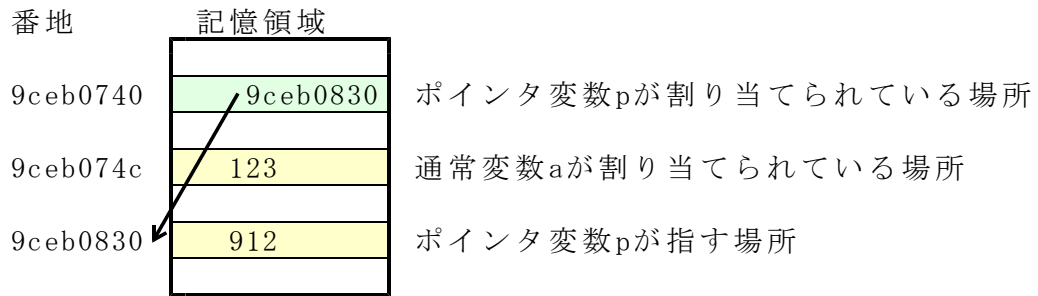 番地 記憶領域
9ceb0740 9ceb0830 ポインタ変数pが割り当てられている場所
9ceb074c 123 通常変数aが割り当てられている場所
9ceb0830 912 ポインタ変数pが指す場所